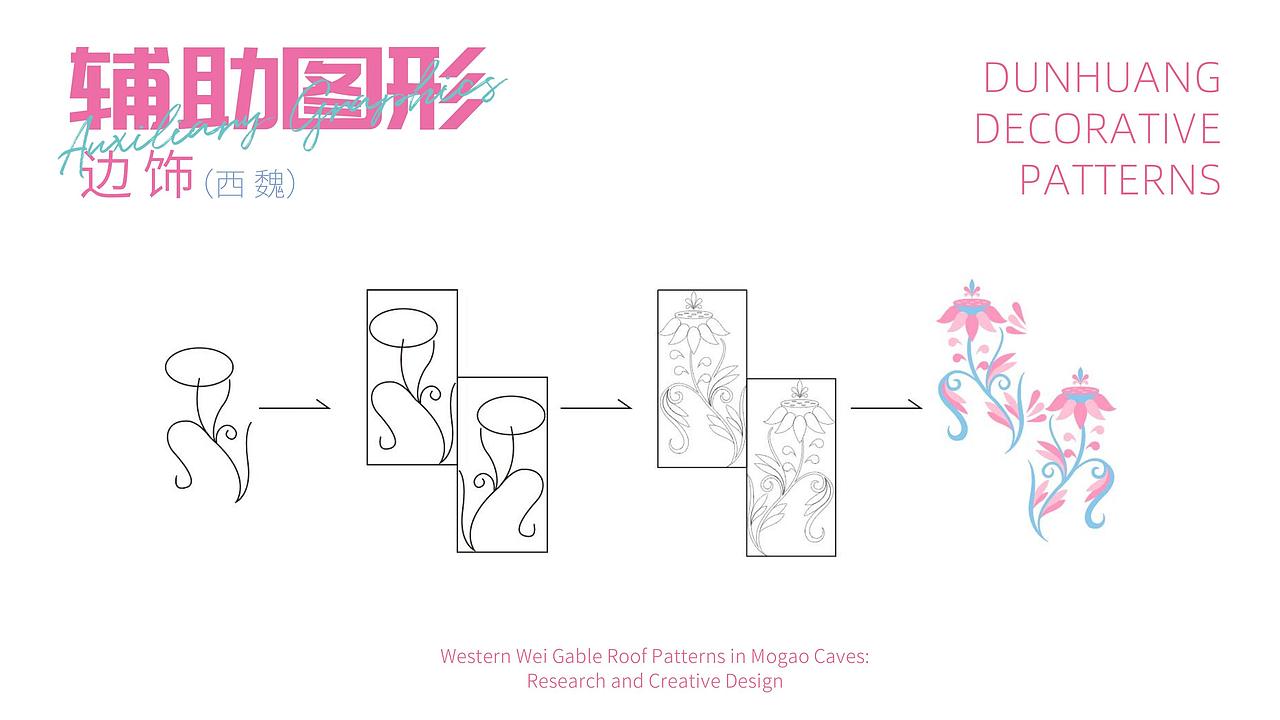 辅助图形
Auxileary Graphics
边饰(西魏)
DUNHUANG
DECORATIVE
PATTERNS
Western Wei Gable Roof Patterns in Mogao Caves:
Research and Creative Design